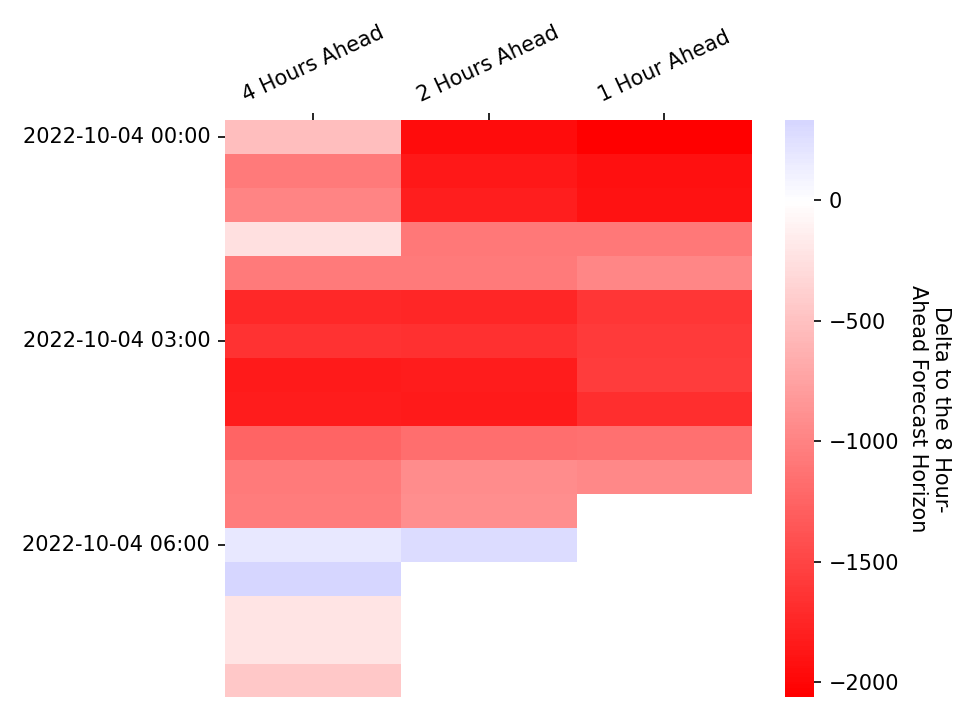 4 Hours Ahead
2 Hours Ahead
1 Hour Ahead
2022-10-04 00:00
2022-10-04 03:00
2022-10-04 06:00
0
−500
−1000
−1500
−2000
Delta to the 8 Hour-
Ahead Forecast Horizon